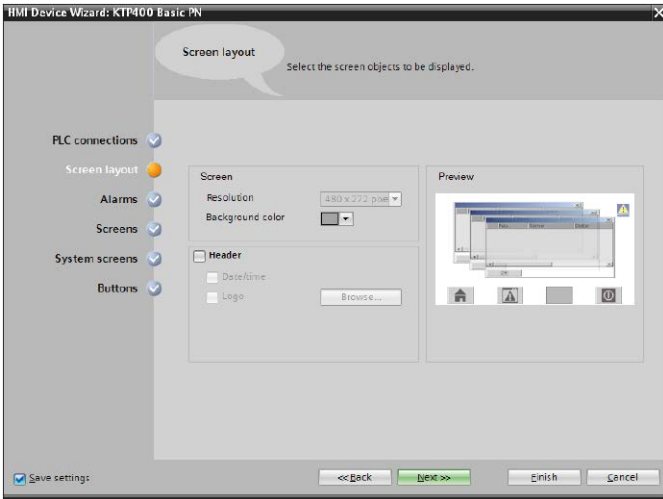 HMI Device Wizard: KTP400 Basic PN
Screen layout
Select the screen objects to be displayed.
PLC connections
Screen layout
Alarms
Screens
System screens
Buttons
Screen
Resolution
480 x 272 pixe
Background color
Header
Date/time
Logo
Browse...
Preview
Save settings
<< Back
Next >>
Finish
Cancel